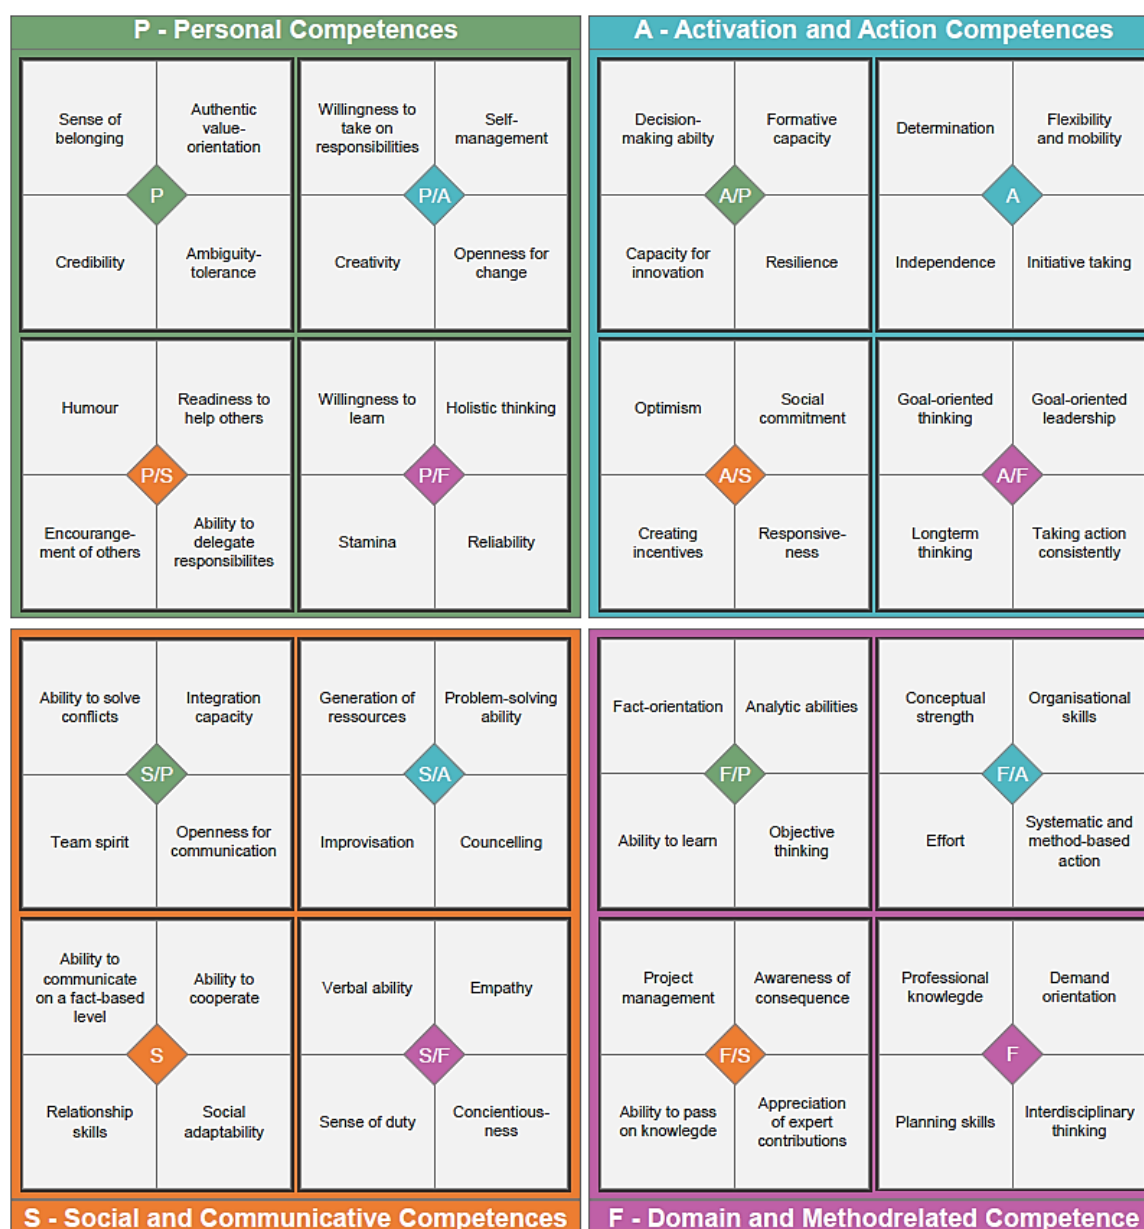 P - Personal Competences
Sense of
belonging
Authentic
value-
orientation
P
Credibility
Ambiguity-
tolerance
Willingness to
take on
responsibilities
Self-
management
P/A
Creativity
Openness for
change
Humour
Readiness to
help others
P/S
Encourange-
ment of others
Ability to
delegate
responsibilites
Willingness to
learn
Holistic thinking
P/F
Stamina
Reliability
A - Activation and Action Competences
Decision-
making abilty
Formative
capacity
A/P
Capacity for
innovation
Resilience
Determination
Flexibility
and mobility
A
Independence
Initiative taking
Optimism
Social
commitment
A/S
Creating
incentives
Responsive-
ness
Goal-oriented
thinking
Goal-oriented
leadership
A/F
Longterm
thinking
Taking action
consistently
Ability to solve
conflicts
Integration
capacity
S/P
Team spirit
Openness for
communication
Generation of
ressources
Problem-solving
ability
S/A
Improvisation
Councelling
Ability to
communicate
on a fact-based
level
Ability to
cooperate
S
Relationship
skills
Social
adaptability
Verbal ability
Empathy
S/F
Sense of duty
Concientious-
ness
S - Social and Communicative Competences
Fact-orientation
Analytic abilities
F/P
Ability to learn
Objective
thinking
Conceptual
strength
Organisational
skills
F/A
Effort
Systematic and
method-based
action
Project
management
Awareness of
consequence
F/S
Ability to pass
on knowlegde
Appreciation
of expert
contributions
Professional
knowlegde
Demand
orientation
F
Planning skills
Interdisciplinary
thinking
F - Domain and Methodrelated Competence